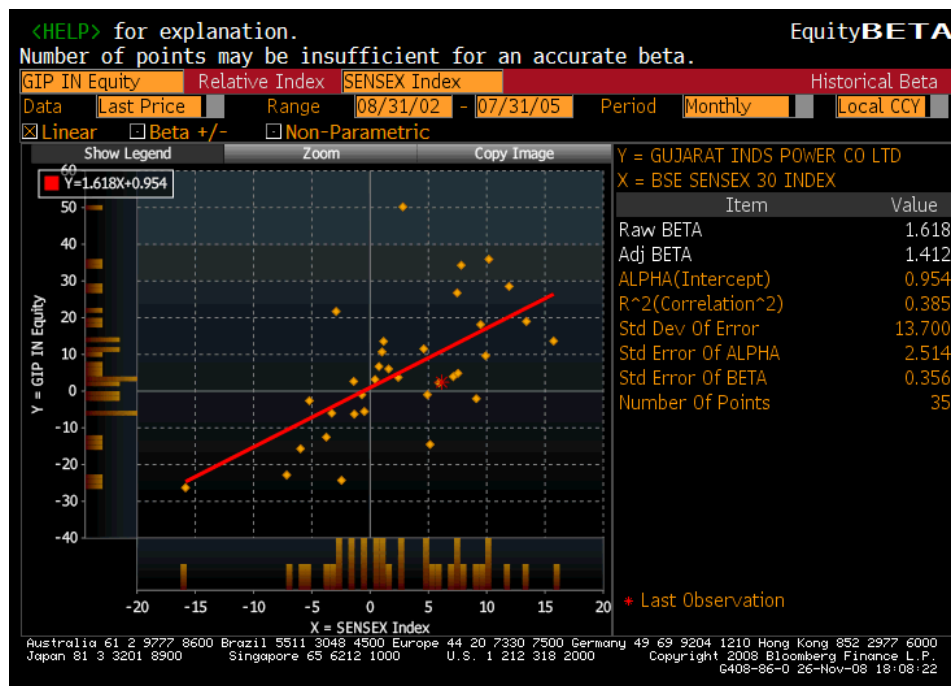 <HELP> for explanation. EquityBETA
Number of points may be insufficient for an accurate beta.
GIP IN Equity Relative Index SENSEX Index Historical Beta
Data Last Price Range 08/31/02 - 07/31/05 Period Monthly Local CCY
Linear Beta +/- Non-Parametric
Show Legend Zoom Copy Image
Y = GUJARAT INDS POWER CO LTD
X = BSE SENSEX 30 INDEX
Item Value
Raw BETA 1.618
Adj BETA 1.412
ALPHA(Intercept) 0.954
R^2(Correlation^2) 0.385
Std Dev Of Error 13.700
Std Error Of ALPHA 2.514
Std Error Of BETA 0.356
Number Of Points 35
* Last Observation
Y=1.618X+0.954
Y = GIP IN Equity
60
50
40
30
20
10
0
-10
-20
-30
-40
-20 -15 -10 -5 0 5 10 15 20
X = SENSEX Index
Australia 61 2 9777 8600 Brazil 5511 3048 4500 Europe 44 20 7330 7500 Germany 49 69 9204 1210 Hong Kong 852 2977 6000
Japan 81 3 3201 8900 Singapore 65 6212 1000 U.S. 1 212 318 2000 Copyright 2008 Bloomberg Finance L.P.
G408-86-0 26-Nov-08 18:08:22